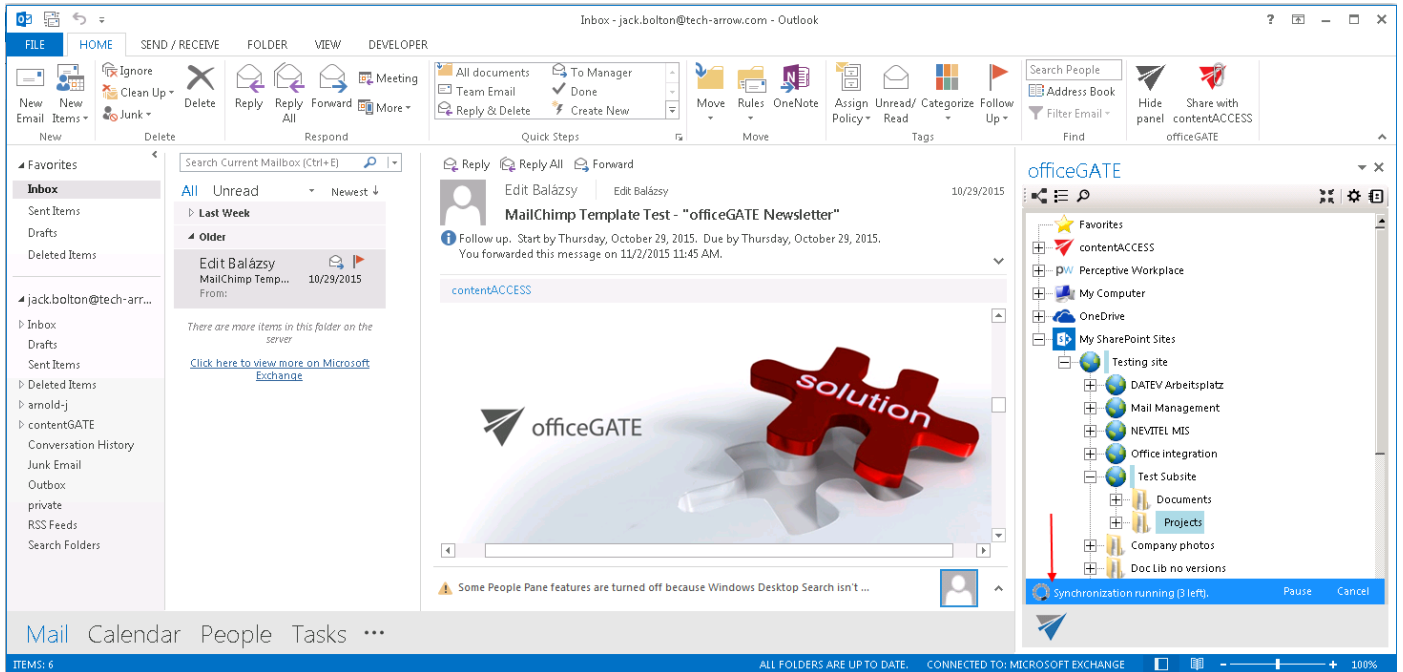 Inbox - jack.bolton@tech-arrow.com - Outlook
FILE HOME SEND / RECEIVE FOLDER VIEW DEVELOPER
New Email
New Items
New
Ignore
Clean Up
Junk
Delete
Delete
Reply
Reply All
Forward
Meeting
More
Respond
All documents
Team Email
Reply & Delete
To Manager
Done
Create New
Quick Steps
Move
Rules
OneNote
Move
Assign Policy
Unread/ Read
Categorize
Follow Up
Tags
Search People
Address Book
Filter Email
Find
Hide panel
Share with contentACCESS
officeGATE
Favorites
Inbox
Sent Items
Drafts
Deleted Items
jack.bolton@tech-arr...
Inbox
Drafts
Sent Items
Deleted Items
arnold-j
contentGATE
Conversation History
Junk Email
Outbox
private
RSS Feeds
Search Folders
Search Current Mailbox (Ctrl+E)
All Unread Newest
Last Week
Older
Edit Balázsy
MailChimp Temp... 10/29/2015
From:
There are more items in this folder on the
server
Click here to view more on Microsoft
Exchange
Reply Reply All Forward
Edit Balázsy Edit Balázsy 10/29/2015
MailChimp Template Test - "officeGATE Newsletter"
Follow up. Start by Thursday, October 29, 2015. Due by Thursday, October 29, 2015.
You forwarded this message on 11/2/2015 11:45 AM.
contentACCESS
officeGATE
solution
Some People Pane features are turned off because Windows Desktop Search isn't ...
officeGATE
Favorites
contentACCESS
pw Perceptive Workplace
My Computer
OneDrive
My SharePoint Sites
Testing site
DATEV Arbeitsplatz
Mail Management
NEVITEL MIS
Office integration
Test Subsite
Documents
Projects
Company photos
Doc Lib no versions
Synchronization running (3 left). Pause Cancel
Mail Calendar People Tasks ···
ITEMS: 6 ALL FOLDERS ARE UP TO DATE. CONNECTED TO: MICROSOFT EXCHANGE 100%